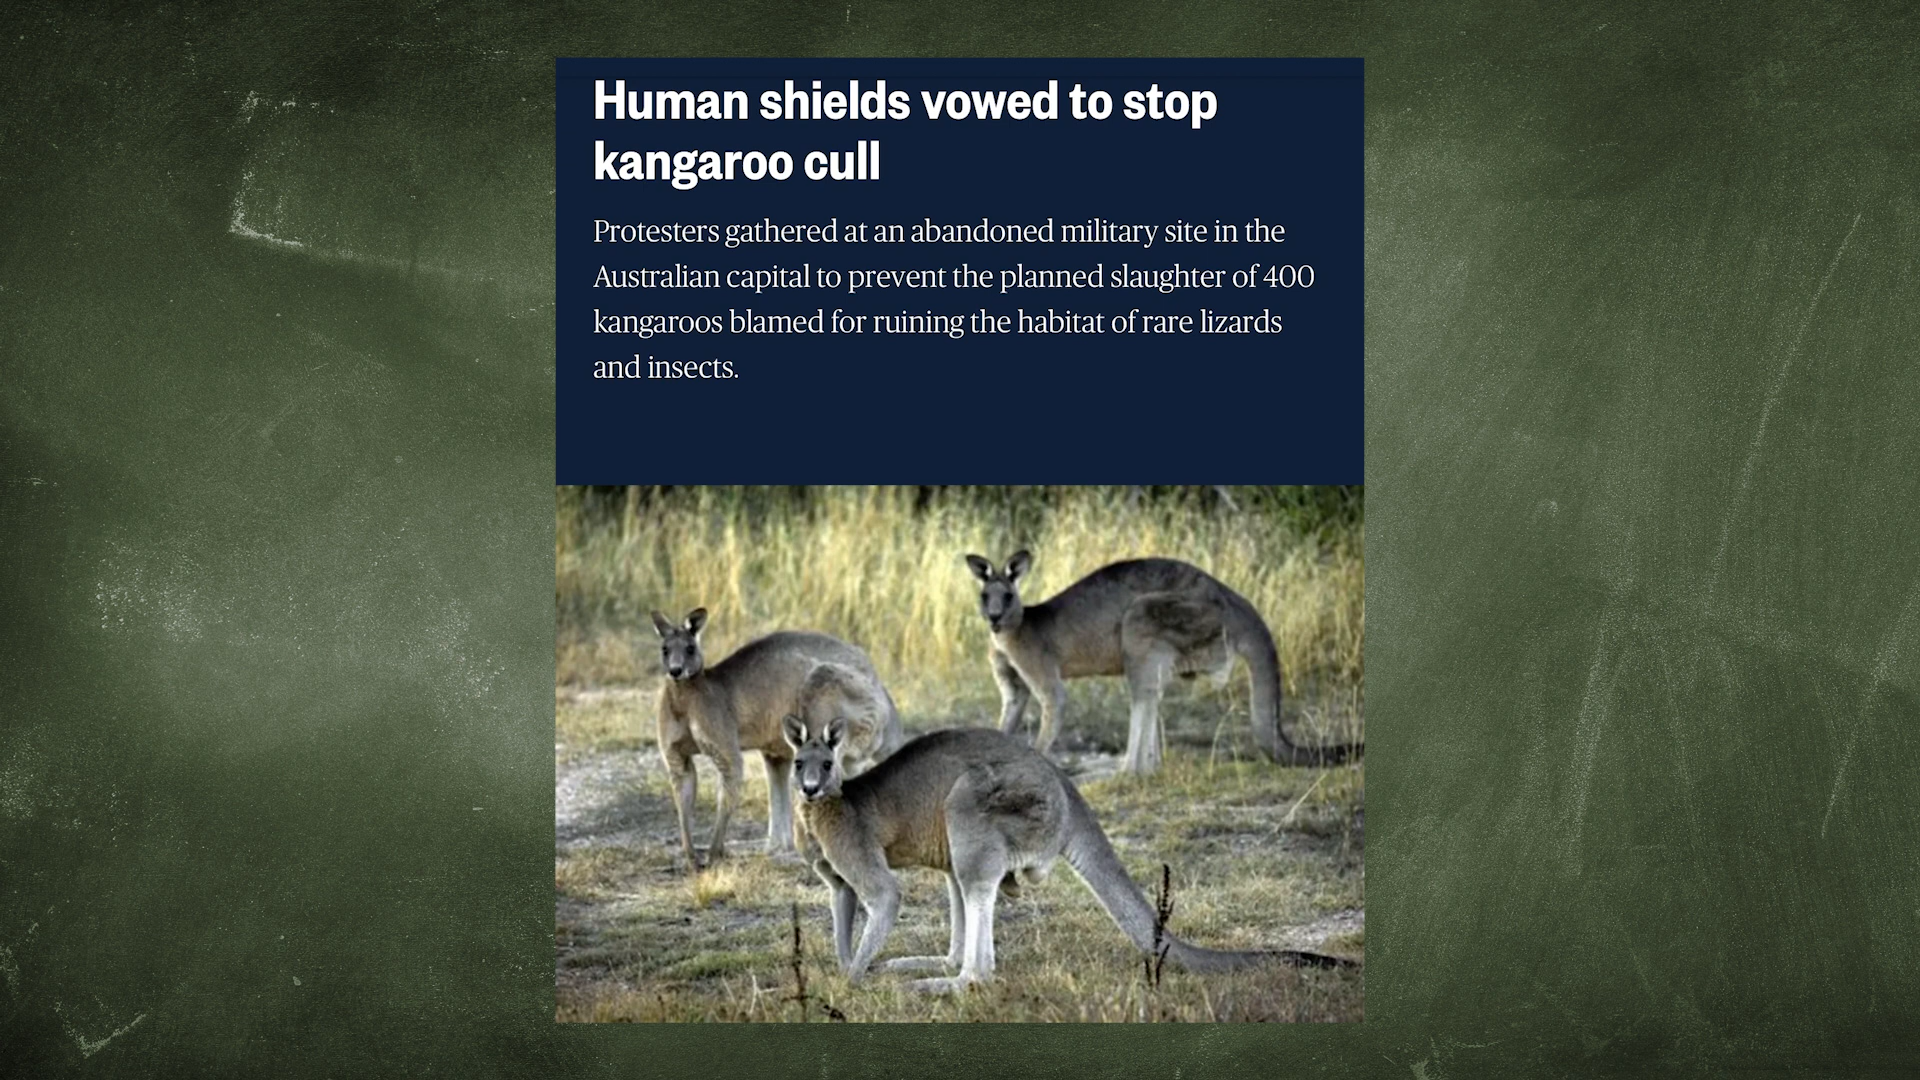 Human shields vowed to stop
kangaroo cull
Protesters gathered at an abandoned military site in the
Australian capital to prevent the planned slaughter of 400
kangaroos blamed for ruining the habitat of rare lizards
and insects.